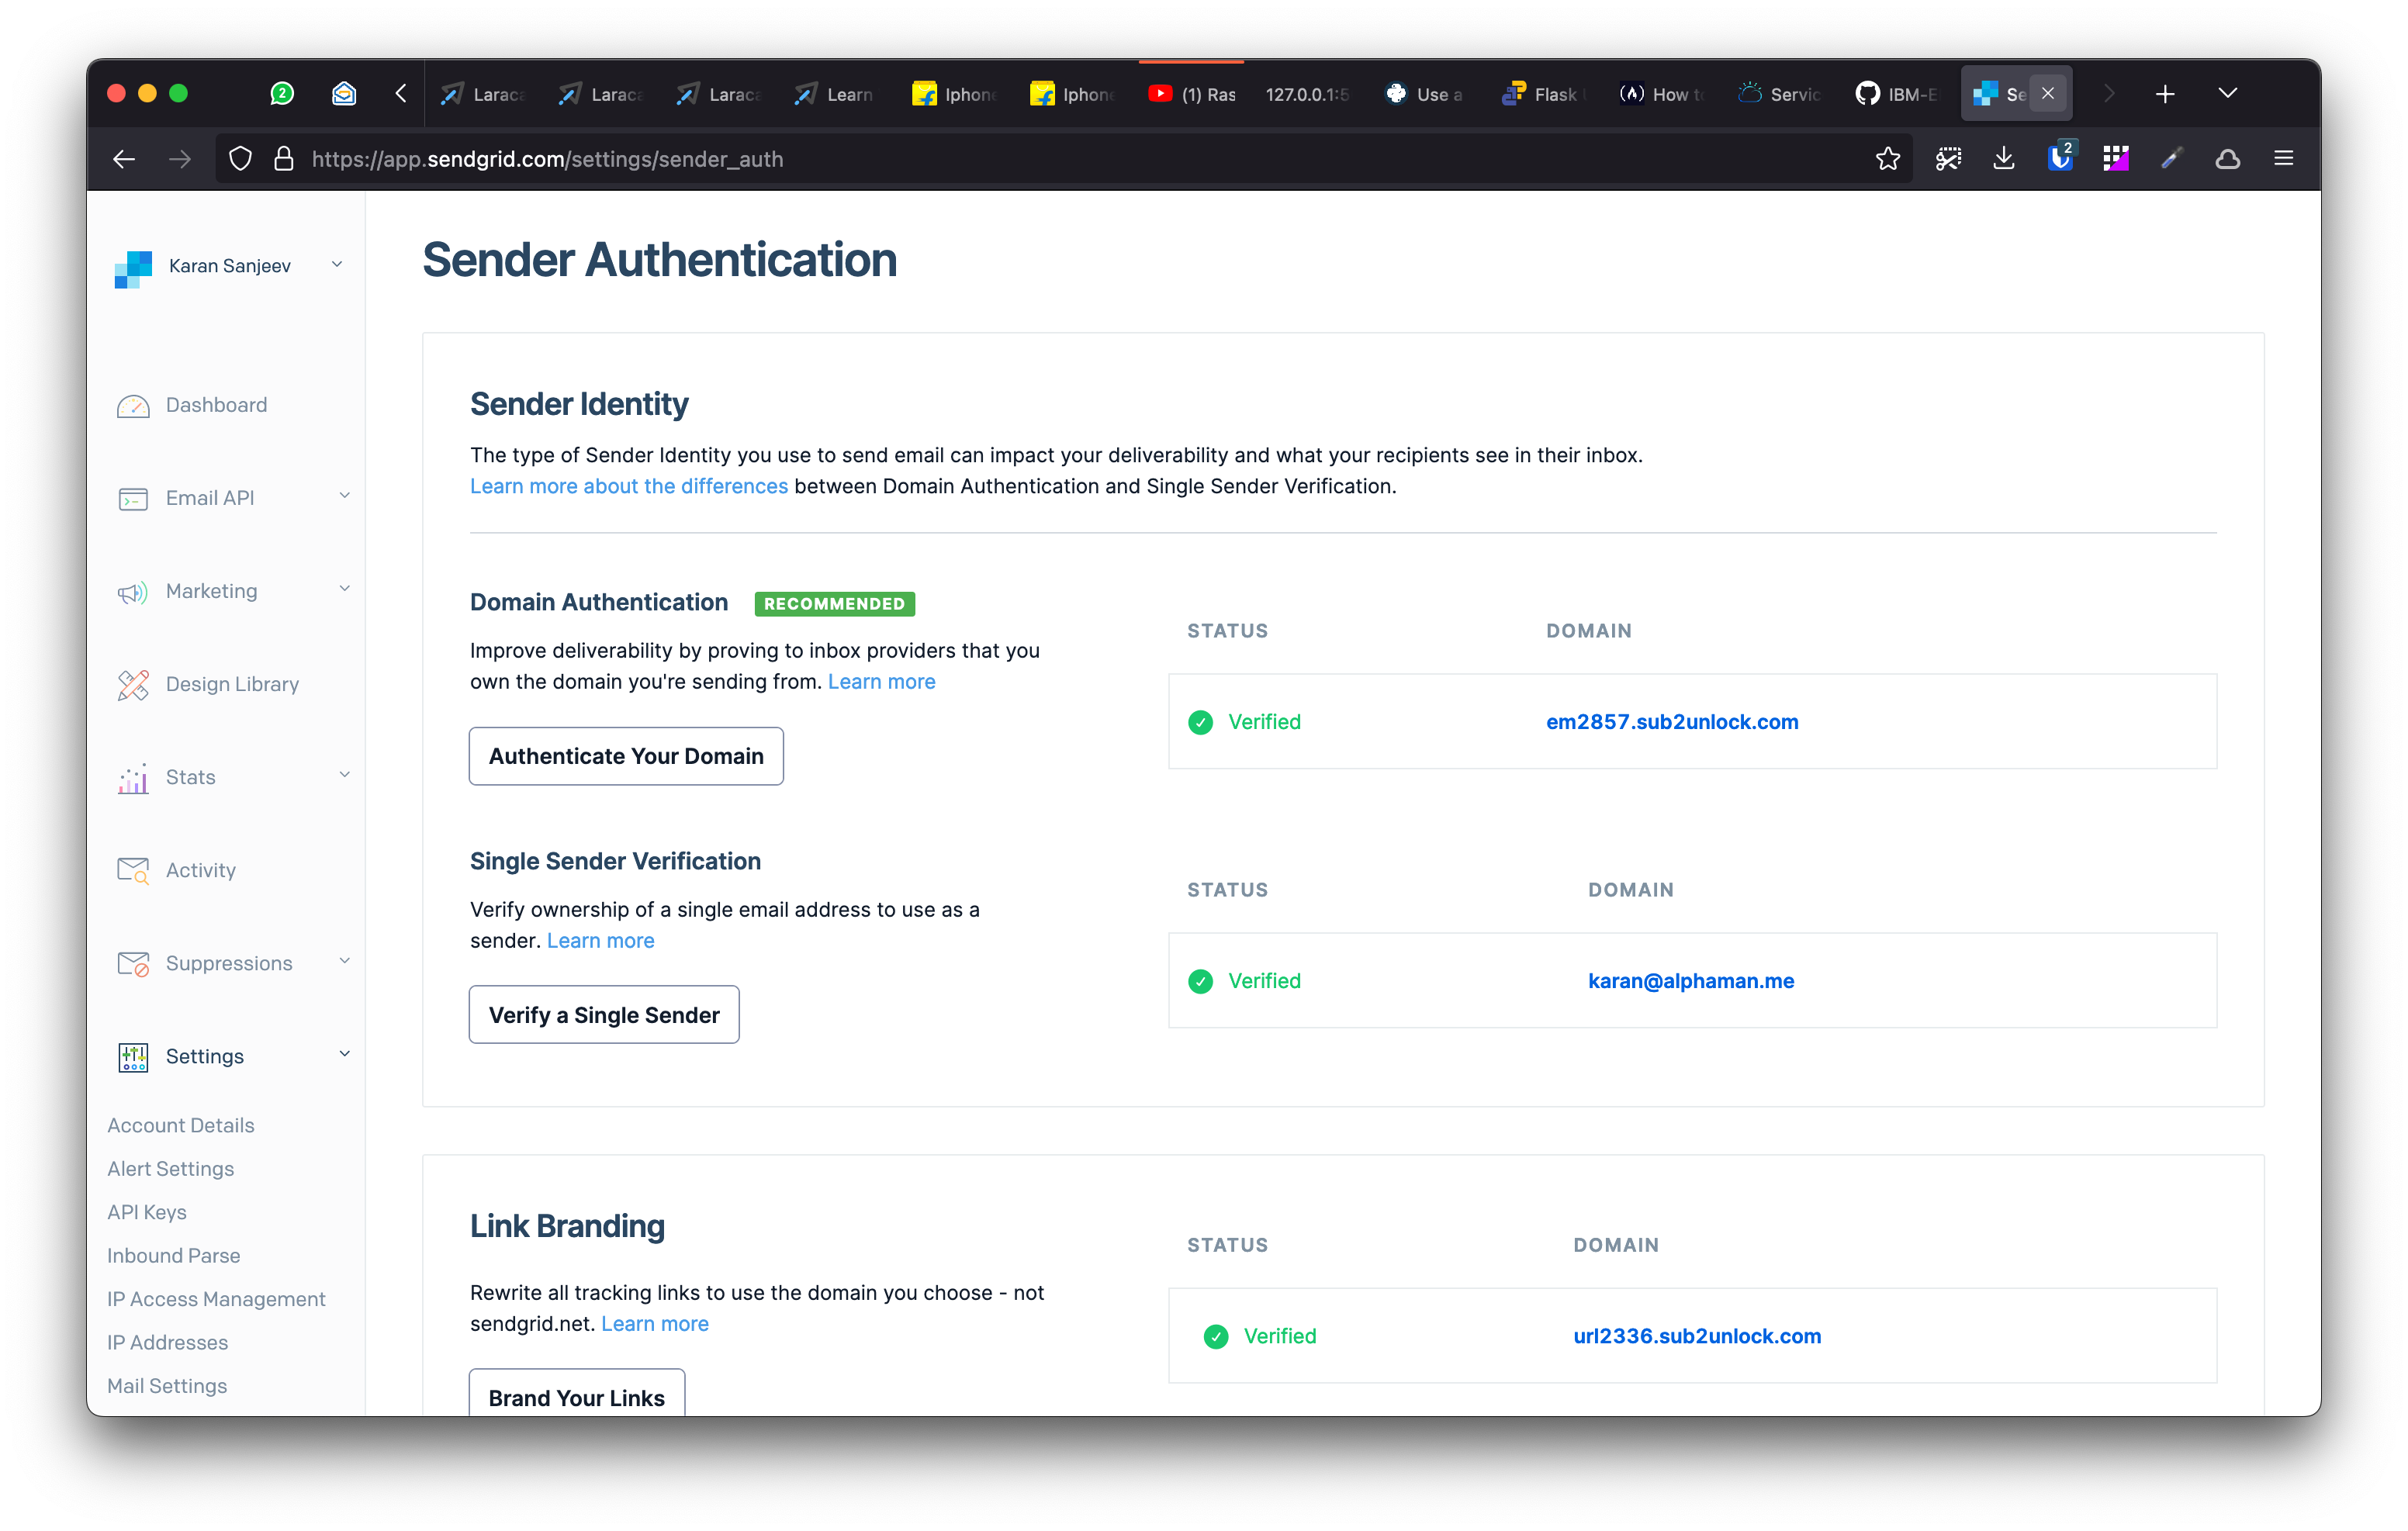 2
Laraca
Laraca
Laraca
Learn
Iphone
Iphone
(1) Ras
127.0.0.1:5
Use a
Flask
How to
Servic
IBM-E
Se
https://app.sendgrid.com/settings/sender_auth
2
Karan Sanjeev
Dashboard
Email API
Marketing
Design Library
Stats
Activity
Suppressions
Settings
Account Details
Alert Settings
API Keys
Inbound Parse
IP Access Management
IP Addresses
Mail Settings
Sender Authentication
Sender Identity
The type of Sender Identity you use to send email can impact your deliverability and what your recipients see in their inbox.
Learn more about the differences between Domain Authentication and Single Sender Verification.
Domain Authentication RECOMMENDED
Improve deliverability by proving to inbox providers that you
own the domain you're sending from. Learn more
Authenticate Your Domain
STATUS DOMAIN
Verified em2857.sub2unlock.com
Single Sender Verification
Verify ownership of a single email address to use as a
sender. Learn more
Verify a Single Sender
STATUS DOMAIN
Verified karan@alphaman.me
Link Branding
Rewrite all tracking links to use the domain you choose - not
sendgrid.net. Learn more
Brand Your Links
STATUS DOMAIN
Verified url2336.sub2unlock.com